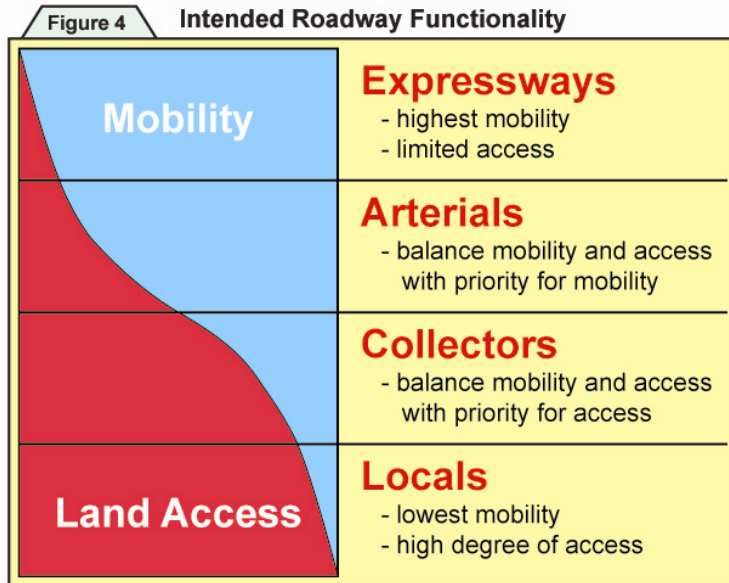 Figure 4
Intended Roadway Functionality
Mobility
Expressways
- highest mobility
- limited access
Arterials
- balance mobility and access
with priority for mobility
Collectors
- balance mobility and access
with priority for access
Land Access
Locals
- lowest mobility
- high degree of access